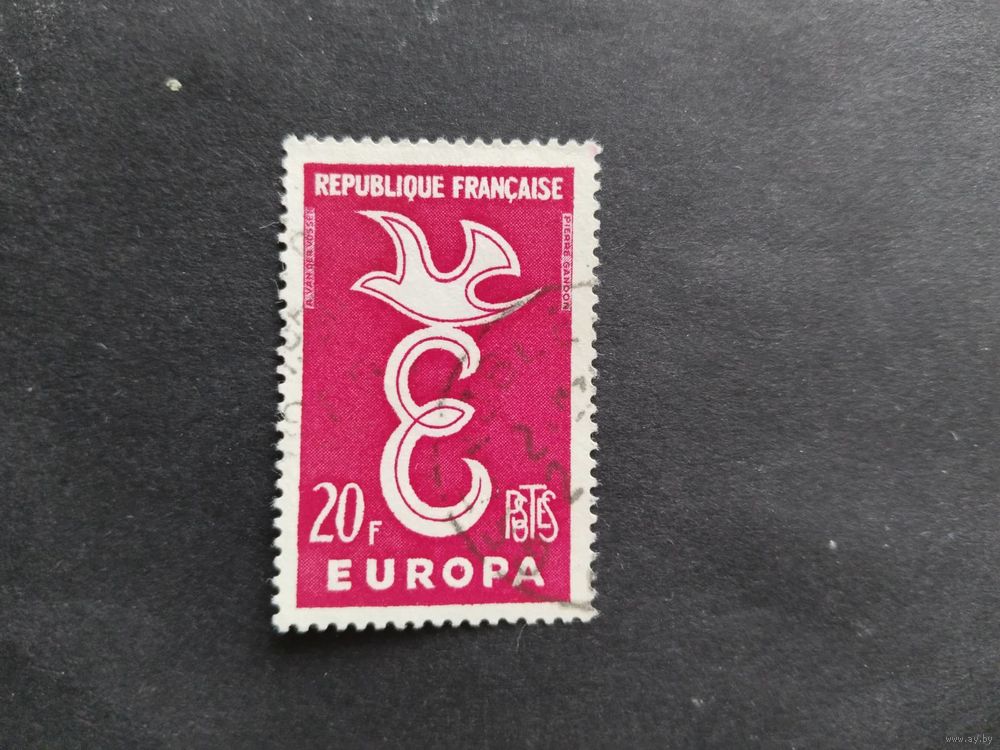 REPUBLIQUE FRANÇAISE
A. VAN DER VOSSEN
PIERRE GANDON
20F
POSTES
EUROPA
www.ay.by